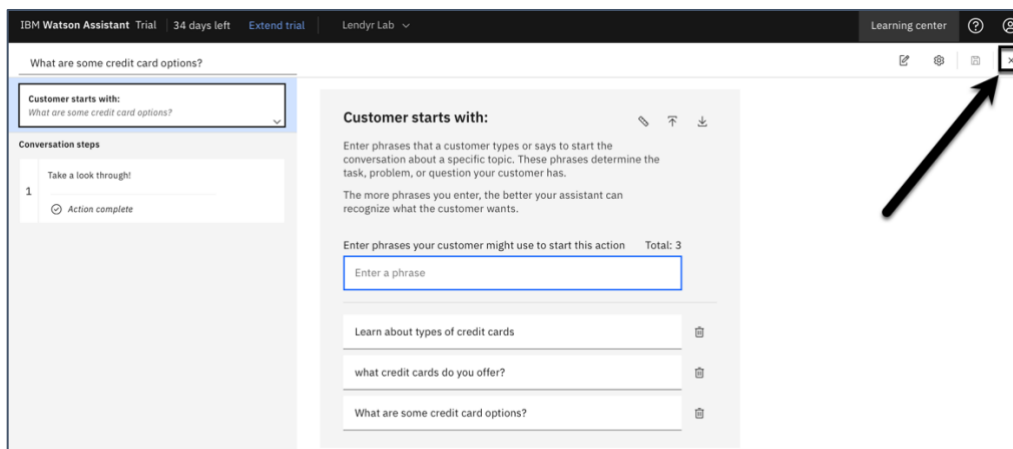 IBM Watson Assistant Trial 34 days left Extend trial Lendyr Lab Learning center
What are some credit card options?
Customer starts with:
What are some credit card options?
Conversation steps
1
Take a look through!
Action complete
Customer starts with:
Enter phrases that a customer types or says to start the
conversation about a specific topic. These phrases determine the
task, problem, or question your customer has.
The more phrases you enter, the better your assistant can
recognize what the customer wants.
Enter phrases your customer might use to start this action Total: 3
Enter a phrase
Learn about types of credit cards
what credit cards do you offer?
What are some credit card options?